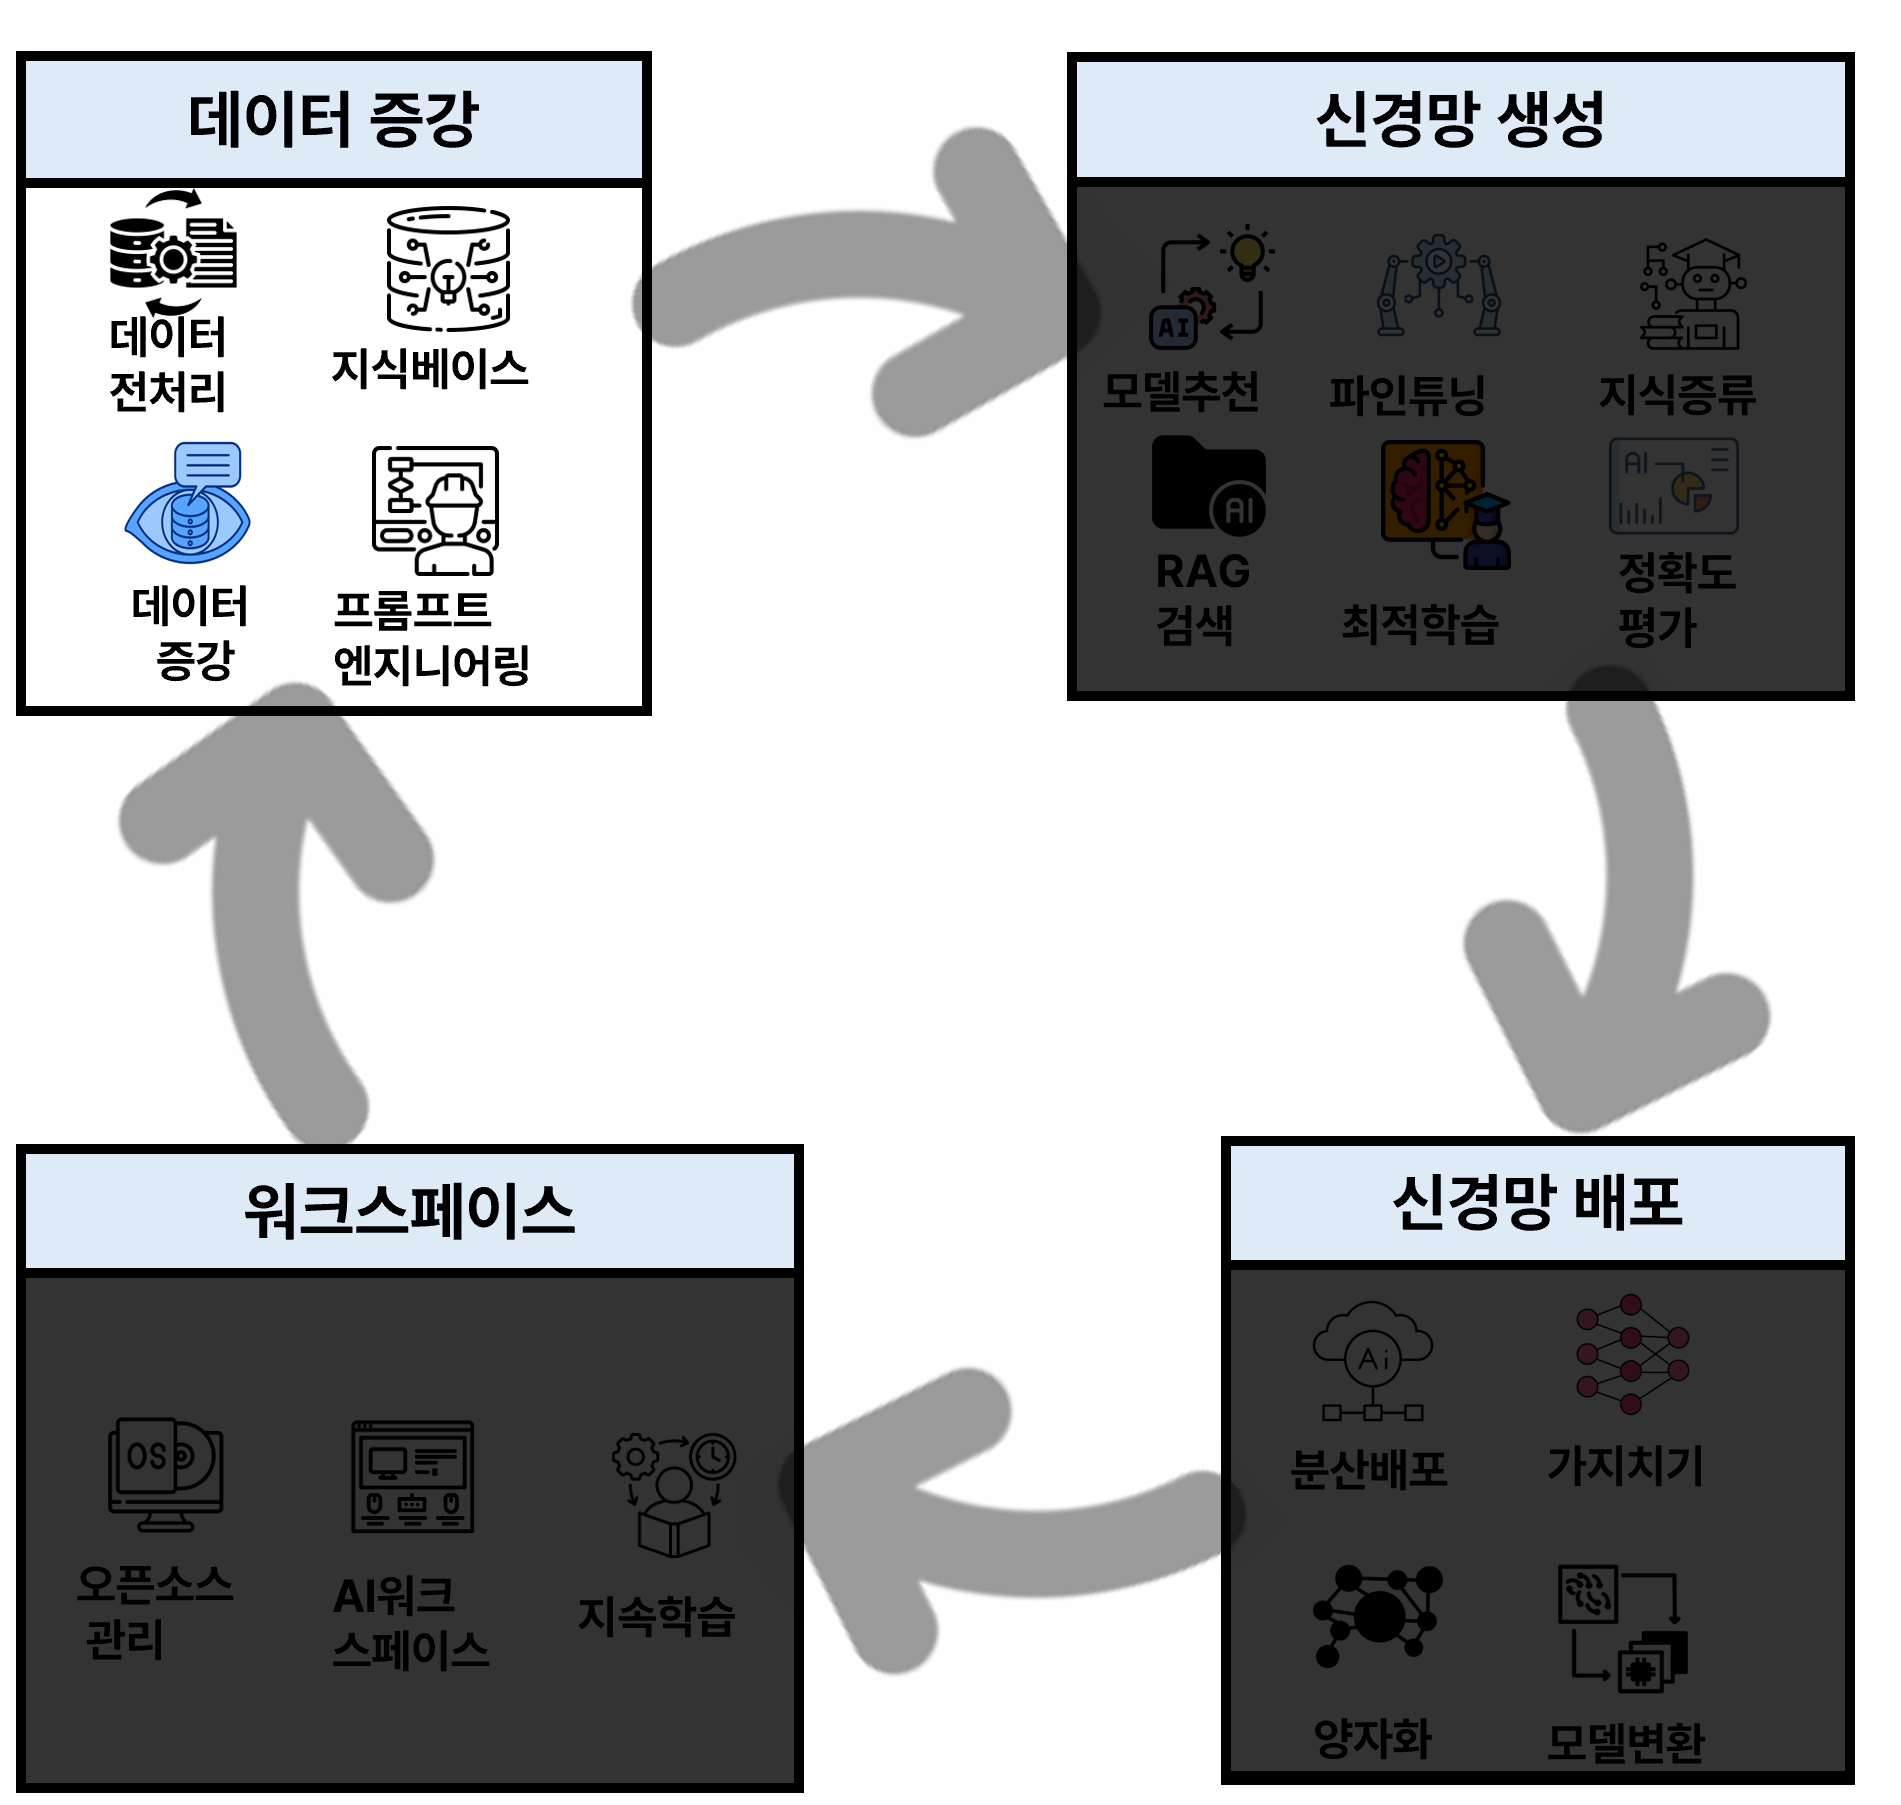 데이터 증강
데이터
전처리
지식베이스
데이터
증강
프롬프트
엔지니어링
신경망 생성
AI
모델추천
파인튜닝
지식증류
AI
RAG
검색
최적학습
AI
정확도
평가
워크스페이스
OS
오픈소스
관리
AI워크
스페이스
지속학습
신경망 배포
Ai
분산배포
가지치기
양자화
모델변환